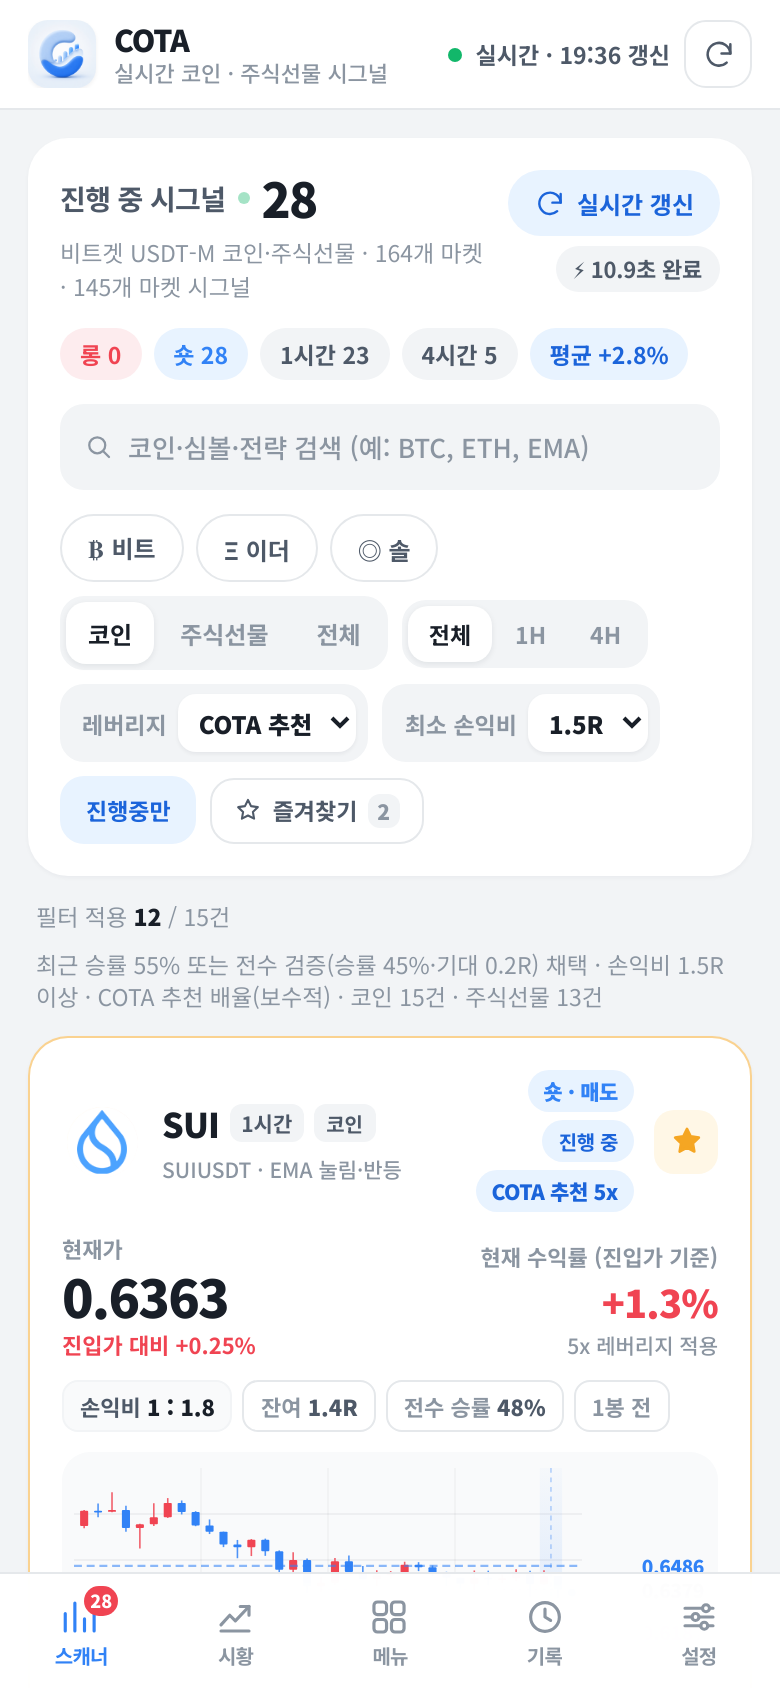 COTA
실시간 코인 · 주식선물 시그널
실시간 · 19:36 갱신
진행 중 시그널 28
실시간 갱신
비트겟 USDT-M 코인·주식선물 · 164개 마켓
· 145개 마켓 시그널
⚡ 10.9초 완료
롱 0
숏 28
1시간 23
4시간 5
평균 +2.8%
코인·심볼·전략 검색 (예: BTC, ETH, EMA)
₿ 비트
Ξ 이더
◎ 솔
코인
주식선물
전체
전체
1H
4H
레버리지 COTA 추천
최소 손익비 1.5R
진행중만
즐겨찾기 2
필터 적용 12 / 15건
최근 승률 55% 또는 전수 검증(승률 45%·기대 0.2R) 채택 · 손익비 1.5R
이상 · COTA 추천 배율(보수적) · 코인 15건 · 주식선물 13건
SUI 1시간 코인
SUIUSDT · EMA 눌림·반등
숏 · 매도
진행 중
COTA 추천 5x
현재가
0.6363
진입가 대비 +0.25%
현재 수익률 (진입가 기준)
+1.3%
5x 레버리지 적용
손익비 1 : 1.8
잔여 1.4R
전수 승률 48%
1봉 전
0.6486
28
스캐너
시황
메뉴
기록
설정